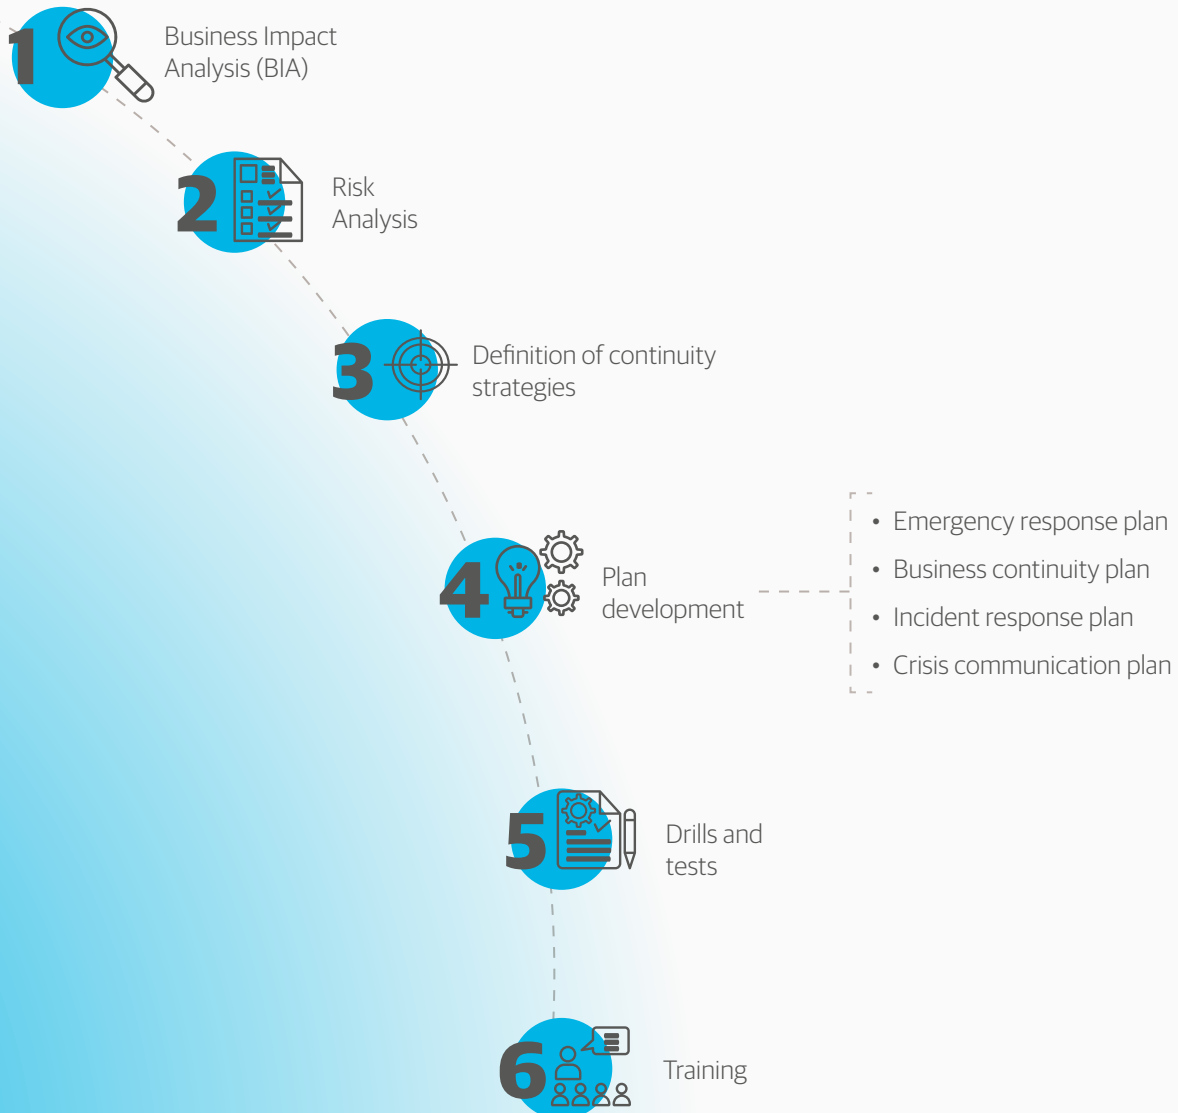 1
Business Impact
Analysis (BIA)
2
Risk
Analysis
3
Definition of continuity
strategies
4
Plan
development
• Emergency response plan
• Business continuity plan
• Incident response plan
• Crisis communication plan
5
Drills and
tests
6
Training